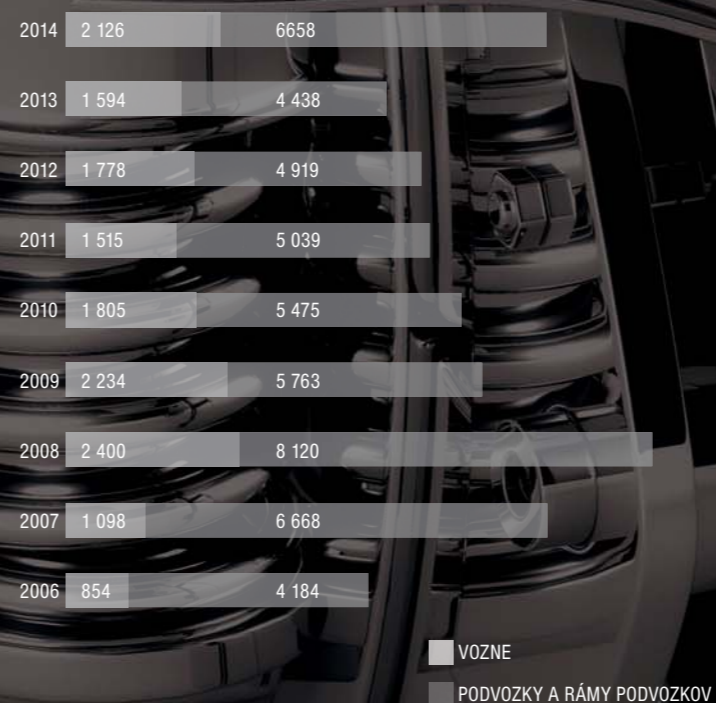 2014 2 126 6658
2013 1 594 4 438
2012 1 778 4 919
2011 1 515 5 039
2010 1 805 5 475
2009 2 234 5 763
2008 2 400 8 120
2007 1 098 6 668
2006 854 4 184
VOZNE
PODVOZKY A RÁMY PODVOZKOV